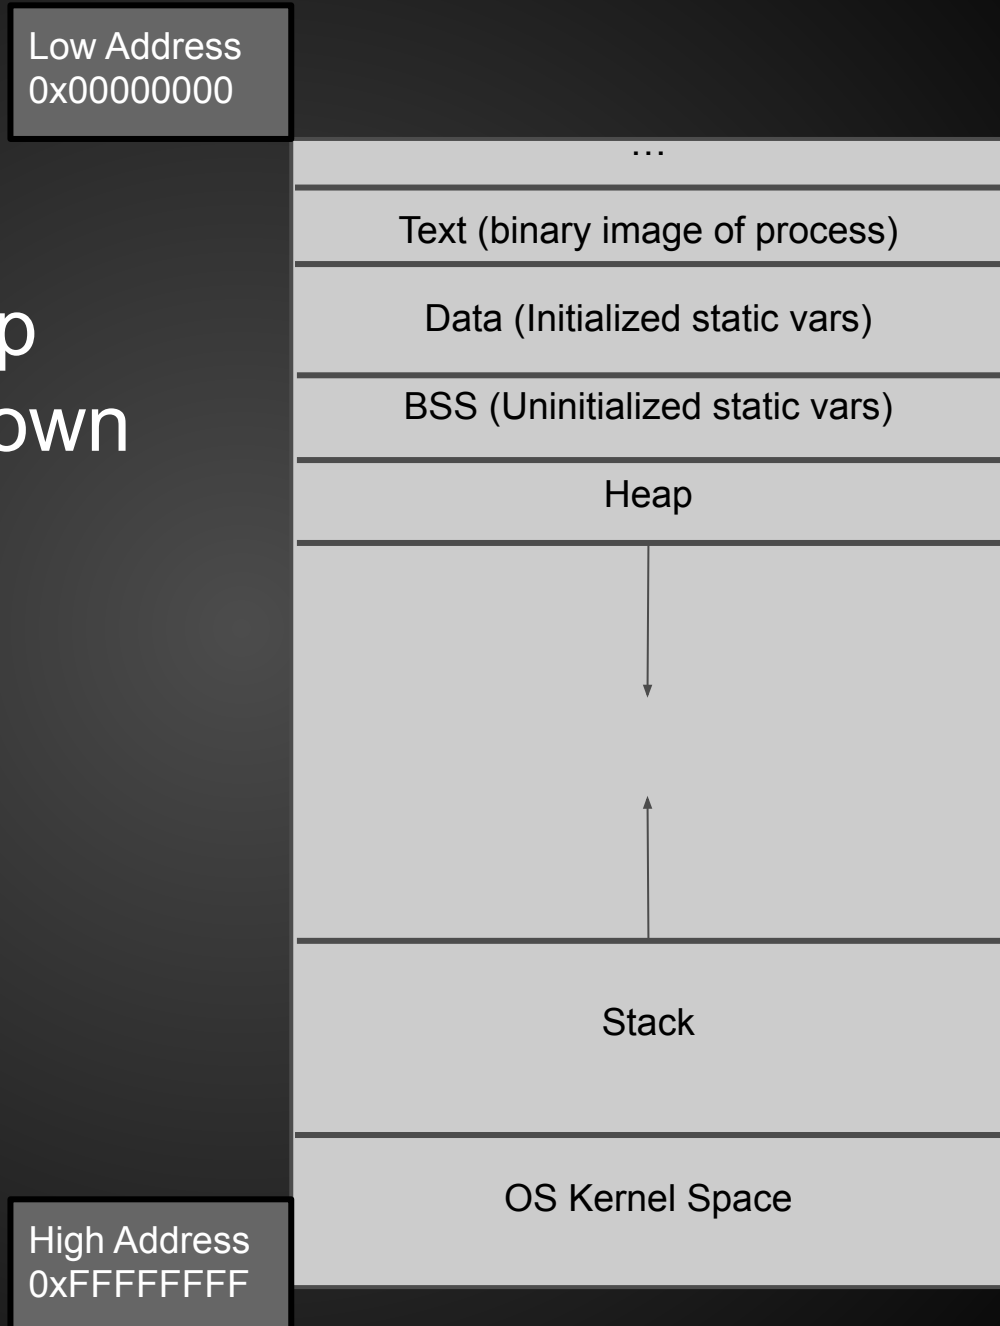 Low Address
0x00000000
...
Text (binary image of process)
Data (Initialized static vars)
p
own
BSS (Uninitialized static vars)
Heap
Stack
OS Kernel Space
High Address
0xFFFFFFFF